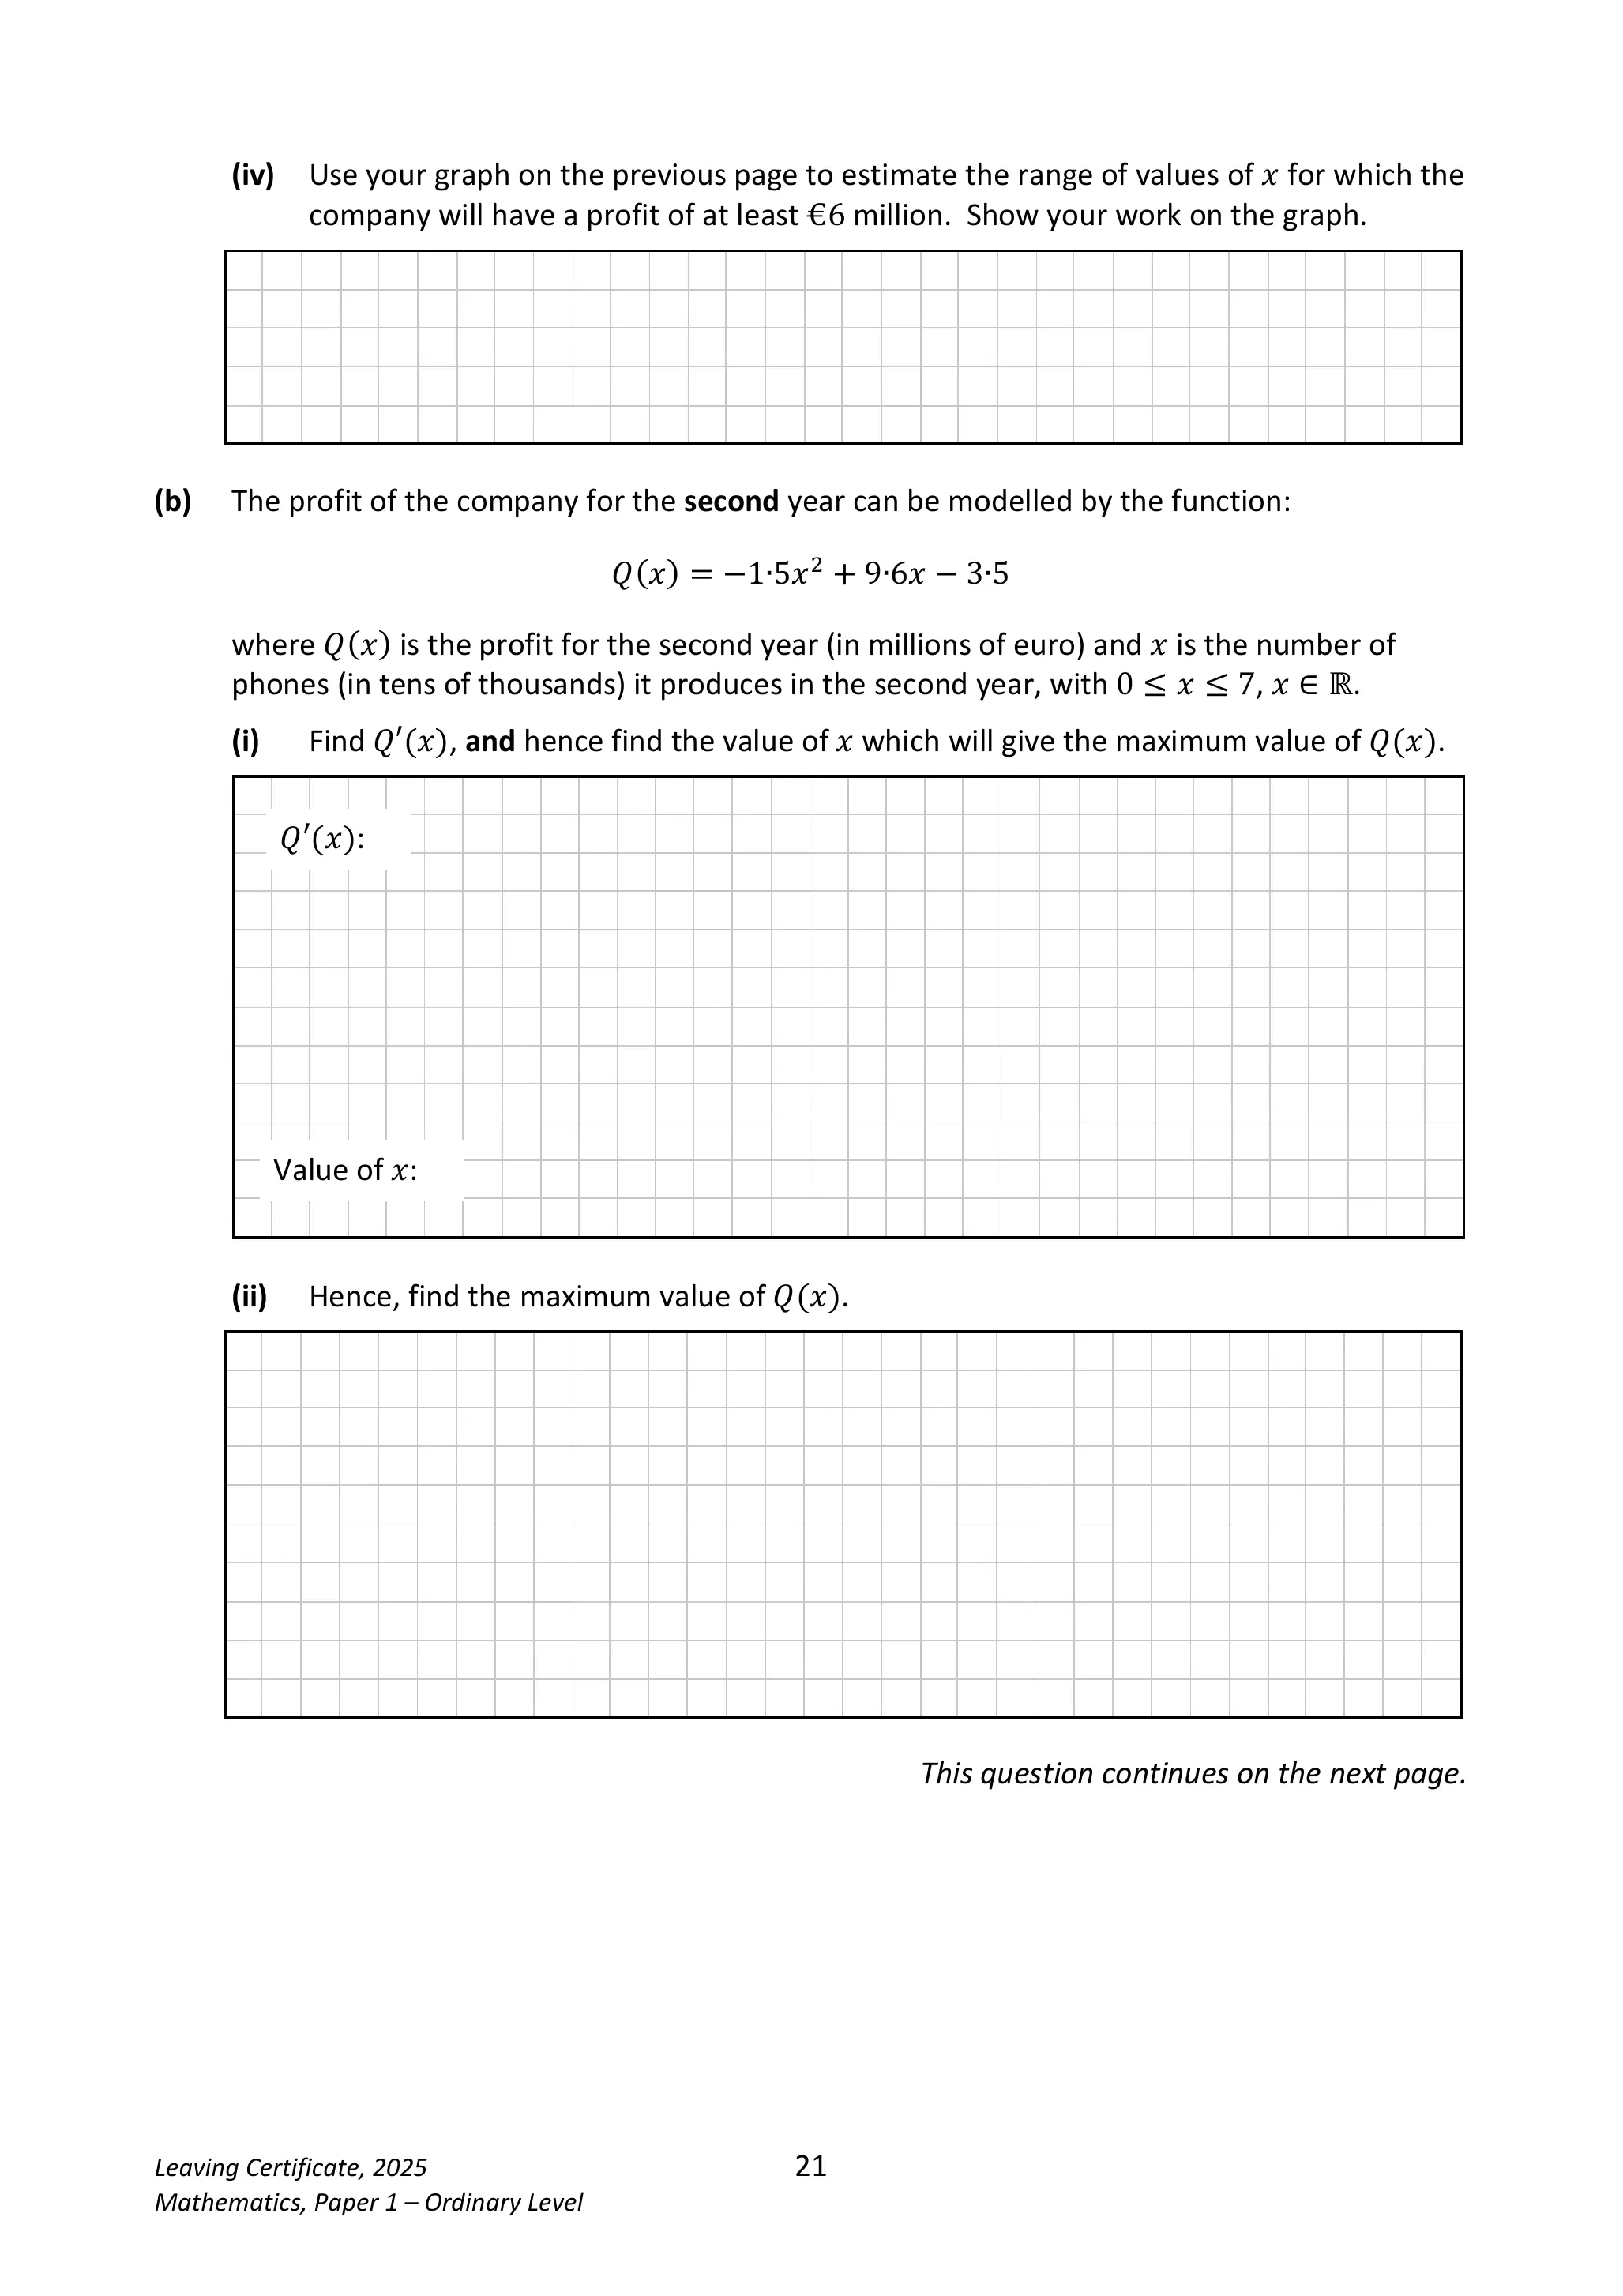 (iv) Use your graph on the previous page to estimate the range of values of 𝑥 for which the
company will have a profit of at least €6 million. Show your work on the graph.
(b) The profit of the company for the second year can be modelled by the function:
𝑄(𝑥) = −1·5𝑥² + 9·6𝑥 − 3·5
where 𝑄(𝑥) is the profit for the second year (in millions of euro) and 𝑥 is the number of
phones (in tens of thousands) it produces in the second year, with 0 ≤ 𝑥 ≤ 7, 𝑥 ∈ ℝ.
(i) Find 𝑄′(𝑥), and hence find the value of 𝑥 which will give the maximum value of 𝑄(𝑥).
𝑄′(𝑥):
Value of 𝑥:
(ii) Hence, find the maximum value of 𝑄(𝑥).
This question continues on the next page.
Leaving Certificate, 2025
21
Mathematics, Paper 1 – Ordinary Level